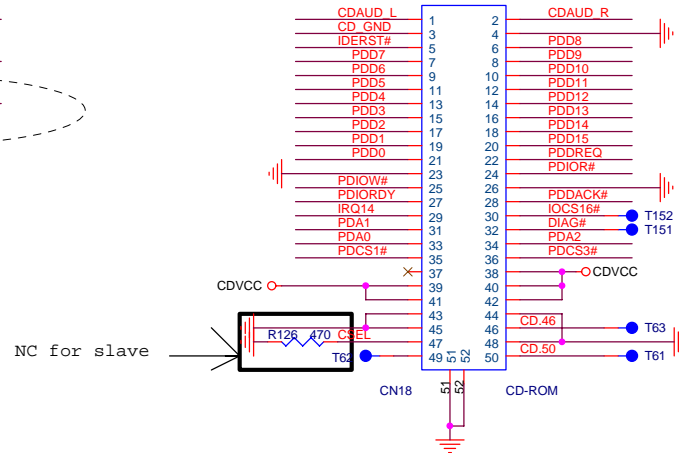 CDAUD_L 1 2 CDAUD_R
CD_GND 3 4
IDERST# 5 6 PDD8
PDD7 7 8 PDD9
PDD6 9 10 PDD10
PDD5 11 12 PDD11
PDD4 13 14 PDD12
PDD3 15 16 PDD13
PDD2 17 18 PDD14
PDD1 19 20 PDD15
PDD0 21 22 PDDREQ
23 24 PDIOR#
PDIOW# 25 26
PDIORDY 27 28 PDDACK#
IRQ14 29 30 IOCS16# T152
PDA1 31 32 DIAG# T151
PDA0 33 34 PDA2
PDCS1# 35 36 PDCS3#
37 38 CDVCC
CDVCC 39 40
41 42
43 44
R126 470 CSEL 45 46 CD.46 T63
NC for slave 47 48
T62 49 51 52 50 CD.50 T61
CN18 51 52 CD-ROM